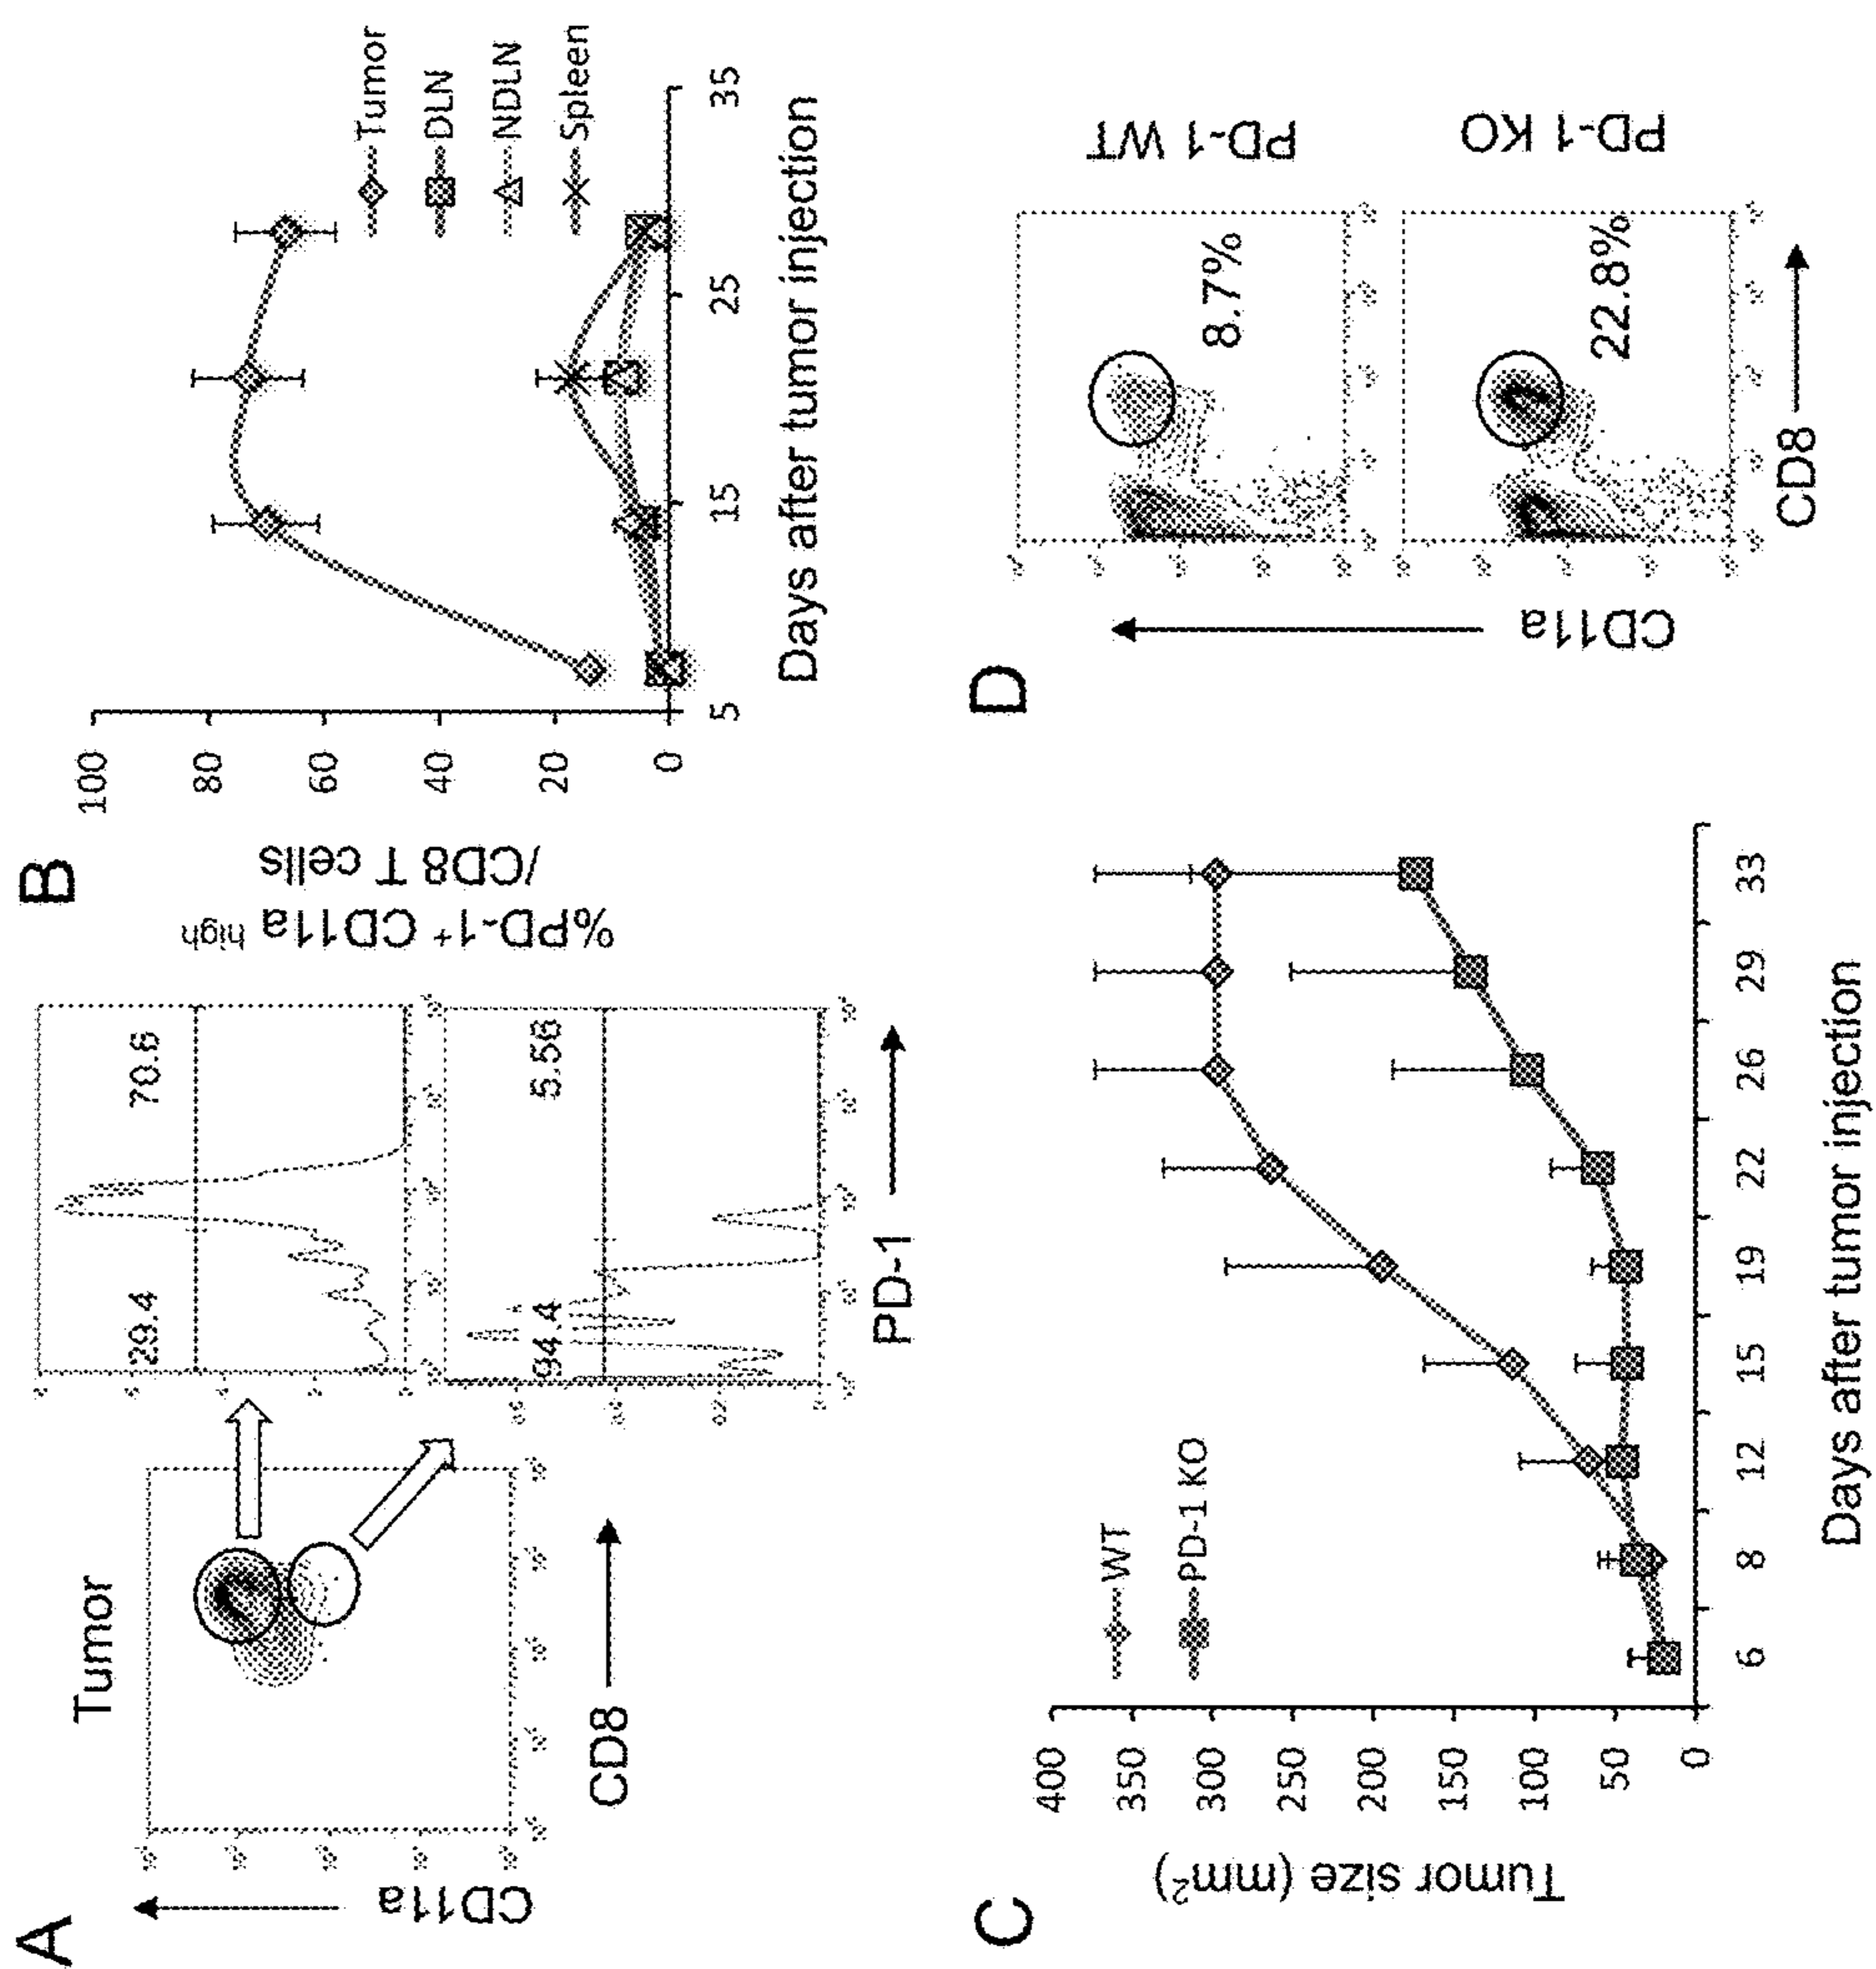 A
Tumor
CD11a
CD8
29.4
70.6
94.4
5.58
PD-1
B
%PD-1⁺ CD11a ʰⁱᵍʰ
/CD8 T cells
100
80
60
40
20
0
5
15
25
35
Days after tumor injection
Tumor
DLN
NDLN
Spleen
C
Tumor size (mm²)
400
350
300
250
200
150
100
50
0
WT
PD-1 KO
6
8
12
15
19
22
26
29
33
Days after tumor injection
D
CD11a
8.7%
PD-1 WT
22.8%
PD-1 KO
CD8